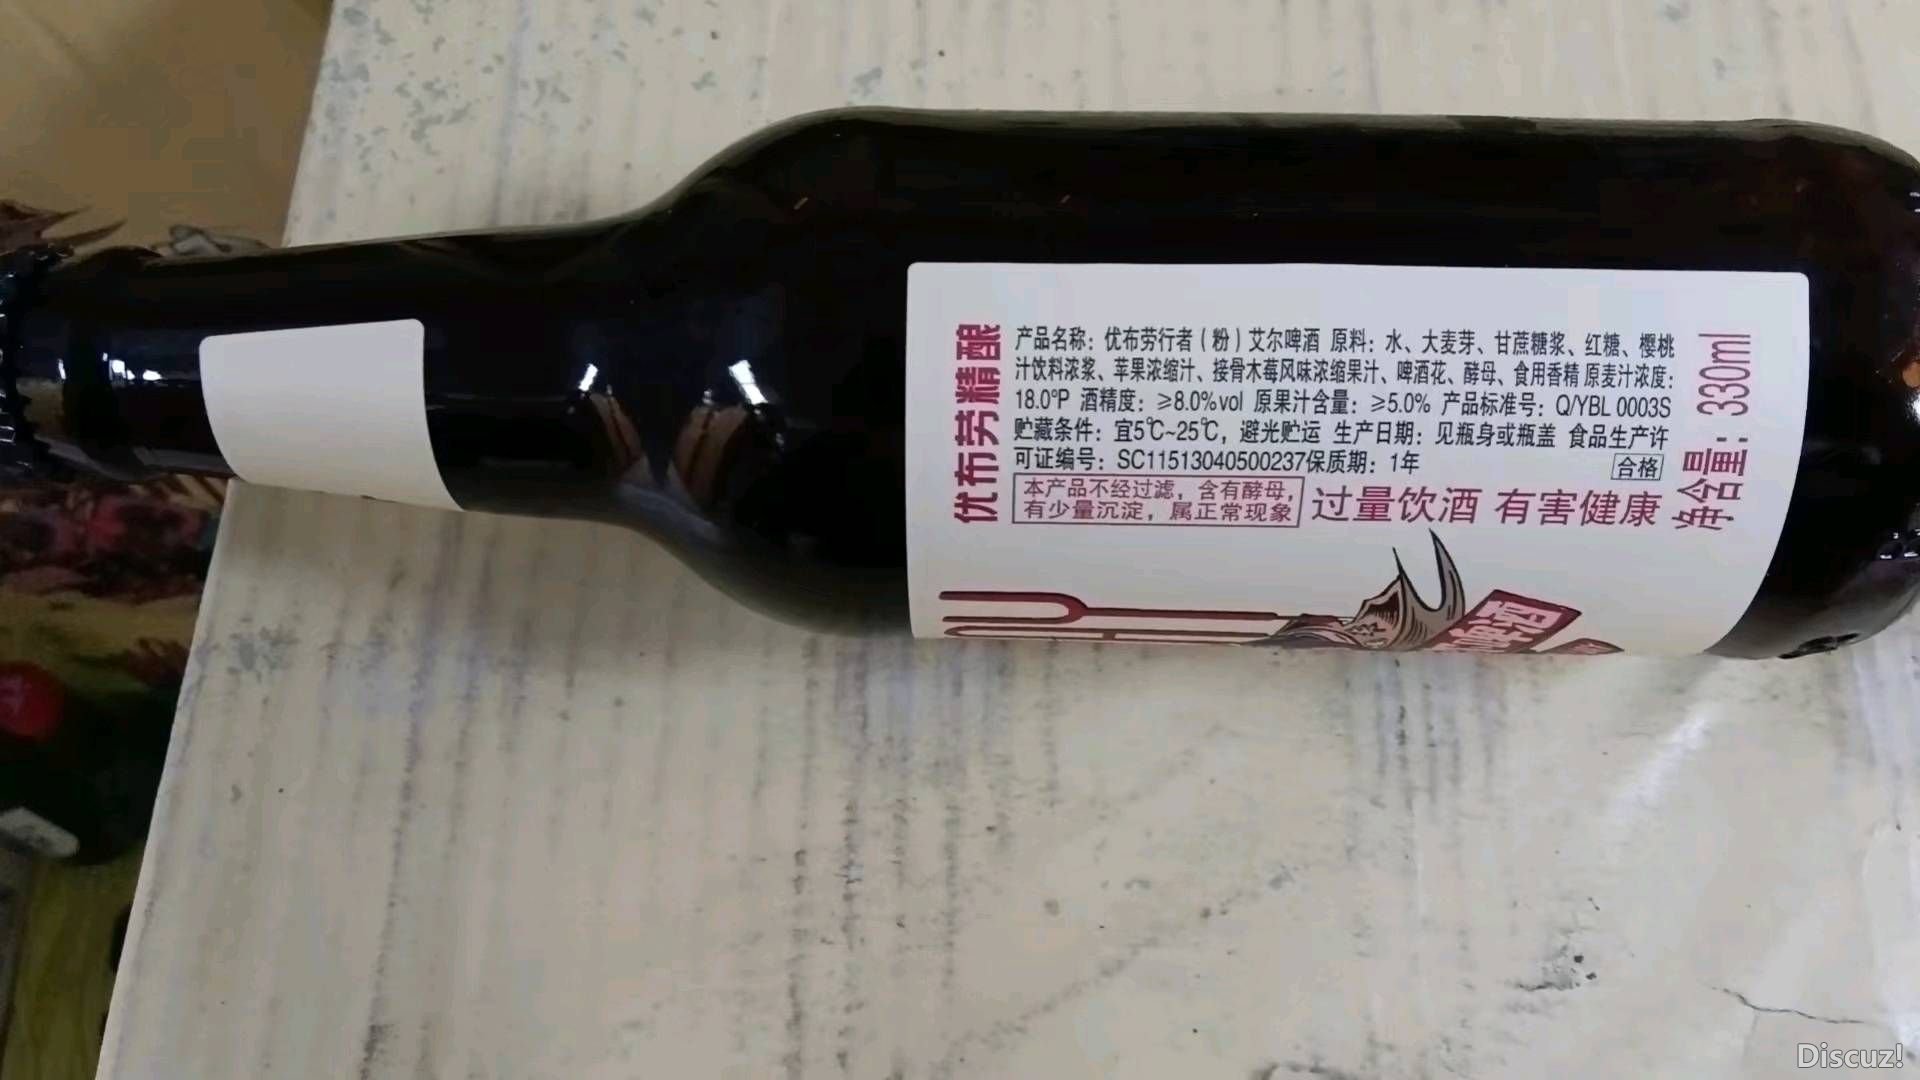 优布劳精酿
产品名称：优布劳行者（粉）艾尔啤酒 原料：水、大麦芽、甘蔗糖浆、红糖、樱桃
汁饮料浓浆、苹果浓缩汁、接骨木莓风味浓缩果汁、啤酒花、酵母、食用香精 原麦汁浓度：
18.0°P 酒精度：≥8.0%vol 原果汁含量：≥5.0% 产品标准号：Q/YBL 0003S
贮藏条件：宜5℃~25℃，避光贮运 生产日期：见瓶身或瓶盖 食品生产许
可证编号：SC11513040500237保质期：1年
合格
本产品不经过滤，含有酵母，
有少量沉淀，属正常现象
过量饮酒 有害健康
净含量：330ml
啤酒
Discuz!